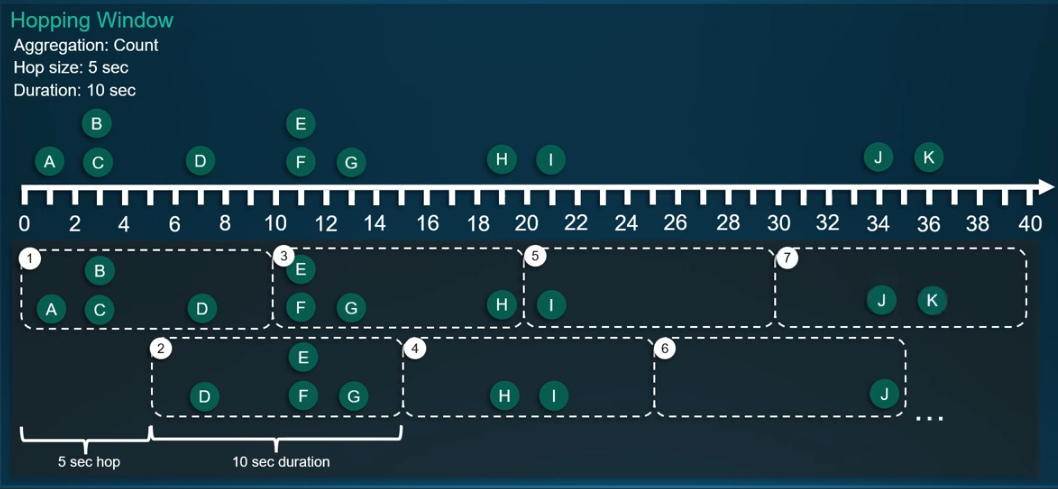 Hopping Window
Aggregation: Count
Hop size: 5 sec
Duration: 10 sec
B E
A C D F G H I J K
0 2 4 6 8 10 12 14 16 18 20 22 24 26 28 30 32 34 36 38 40
1 3 5 7
B E
A C D F G H I J K
2 4 6
E
D F G H I J
...
5 sec hop 10 sec duration